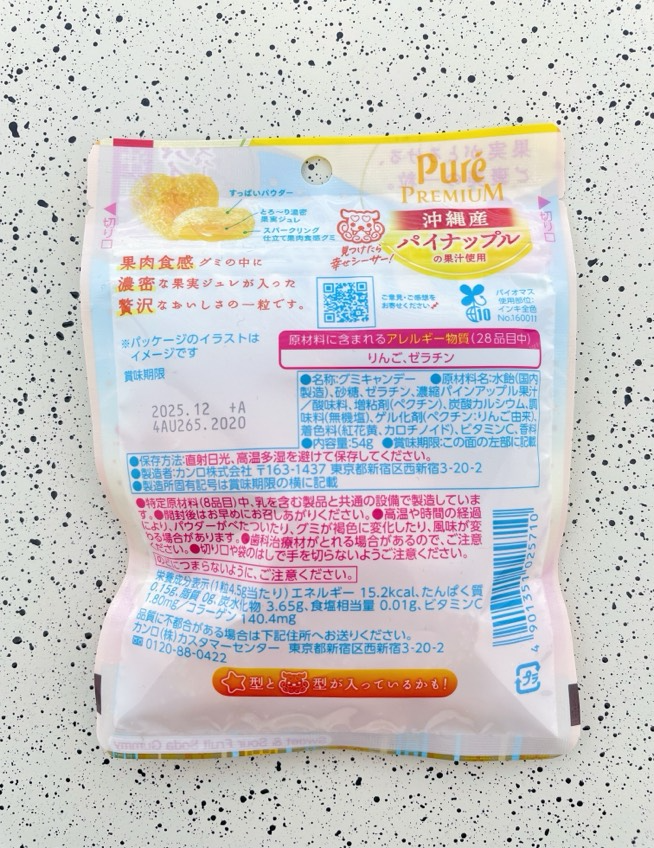 Puré
PREMIUM
沖縄産
パイナップル
の果汁使用
切り口
切り口
すっぱいパウダー
とろ～り濃密
果実ジュレ
スパークリング
仕立て果肉食感グミ
見つけたら
幸せシーサー!
果肉食感グミの中に
濃密な果実ジュレが入った
贅沢なおいしさの一粒です。
ご意見・ご感想を
お寄せください
バイオマス
使用部位:
インキ全色
No.160011
10
※パッケージのイラストは
イメージです
原材料に含まれるアレルギー物質(28品目中)
りんご、ゼラチン
賞味期限
2025.12 +A
4AU265.2020
●名称:グミキャンデー ●原材料名:水飴(国内
製造)、砂糖、ゼラチン、濃縮パインアップル果汁
/酸味料、増粘剤(ペクチン)、炭酸カルシウム、調
味料(無機塩)、ゲル化剤(ペクチン:りんご由来)、
着色料(紅花黄、カロチノイド)、ビタミンC、香料
●内容量:54g ●賞味期限:この面の左部に記載
●保存方法:直射日光、高温多湿を避けて保存してください。
●製造者:カンロ株式会社 〒163-1437 東京都新宿区西新宿3-20-2
●製造所固有記号は賞味期限の横に記載
●特定原材料(8品目)中、乳を含む製品と共通の設備で製造していま
す。●開封後はお早めにお召しあがりください。●高温や時間の経過
により、パウダーがべたついたり、グミが褐色に変化したり、風味が変
わる場合があります。●歯科治療材がとれる場合があるので、ご注意
ください。●切り口や袋のはしで手を切らないようご注意ください。
のどにつまらないように、ご注意ください。
栄養成分表示(1粒4.5g当たり)エネルギー 15.2kcal、たんぱく質
0.15g、脂質 0g、炭水化物 3.65g、食塩相当量 0.01g、ビタミンC
1.80mg/コラーゲン 140.4mg
品質に不都合がある場合は下記住所へお送りください。
カンロ(株)カスタマーセンター 東京都新宿区西新宿3-20-2
0120-88-0422
4 901351 025710
プラ
型と型が入っているかも!